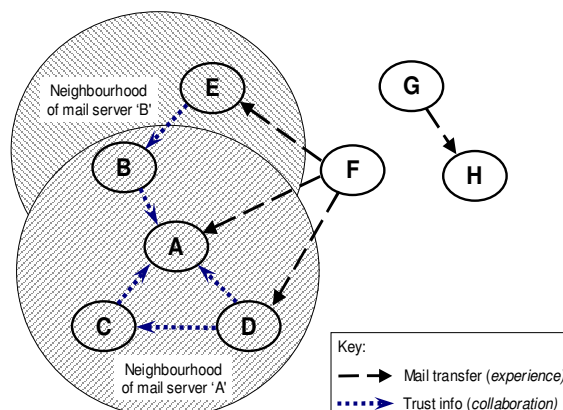 E
Neighbourhood
of mail server 'B'
G
B
F
H
A
C
D
Neighbourhood
of mail server 'A'
Key:
Mail transfer (experience)
Trust info (collaboration)